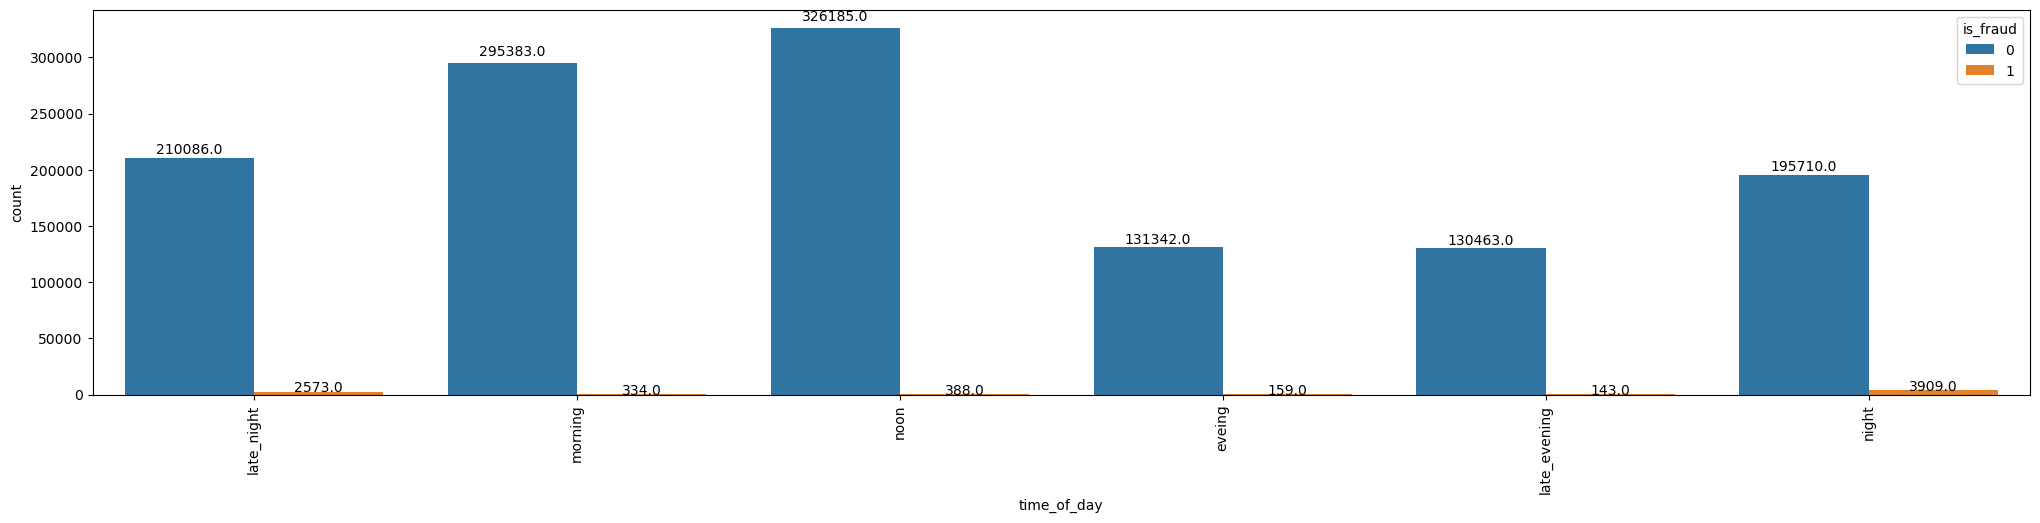 326185.0
is_fraud
0
1
295383.0
300000
250000
210086.0
200000
195710.0
150000
131342.0
130463.0
100000
50000
0
2573.0
334.0
388.0
159.0
143.0
3909.0
count
late_night
morning
noon
eveing
late_evening
night
time_of_day